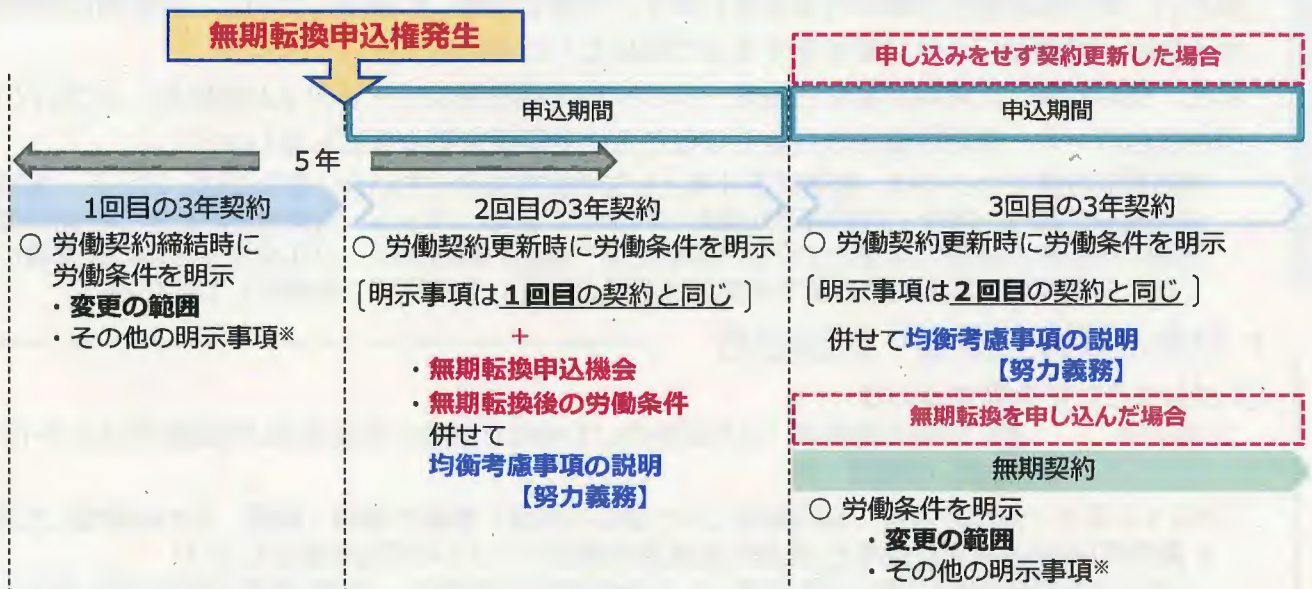 無期転換申込権発生
申し込みをせず契約更新した場合
申込期間
申込期間
5年
1回目の3年契約
○ 労働契約締結時に
労働条件を明示
・変更の範囲
・その他の明示事項※
2回目の3年契約
○ 労働契約更新時に労働条件を明示
〔明示事項は１回目の契約と同じ 〕
+
・無期転換申込機会
・無期転換後の労働条件
併せて
均衡考慮事項の説明
【努力義務】
3回目の3年契約
○ 労働契約更新時に労働条件を明示
〔明示事項は２回目の契約と同じ 〕
併せて均衡考慮事項の説明
【努力義務】
無期転換を申し込んだ場合
無期契約
○ 労働条件を明示
・変更の範囲
・その他の明示事項※